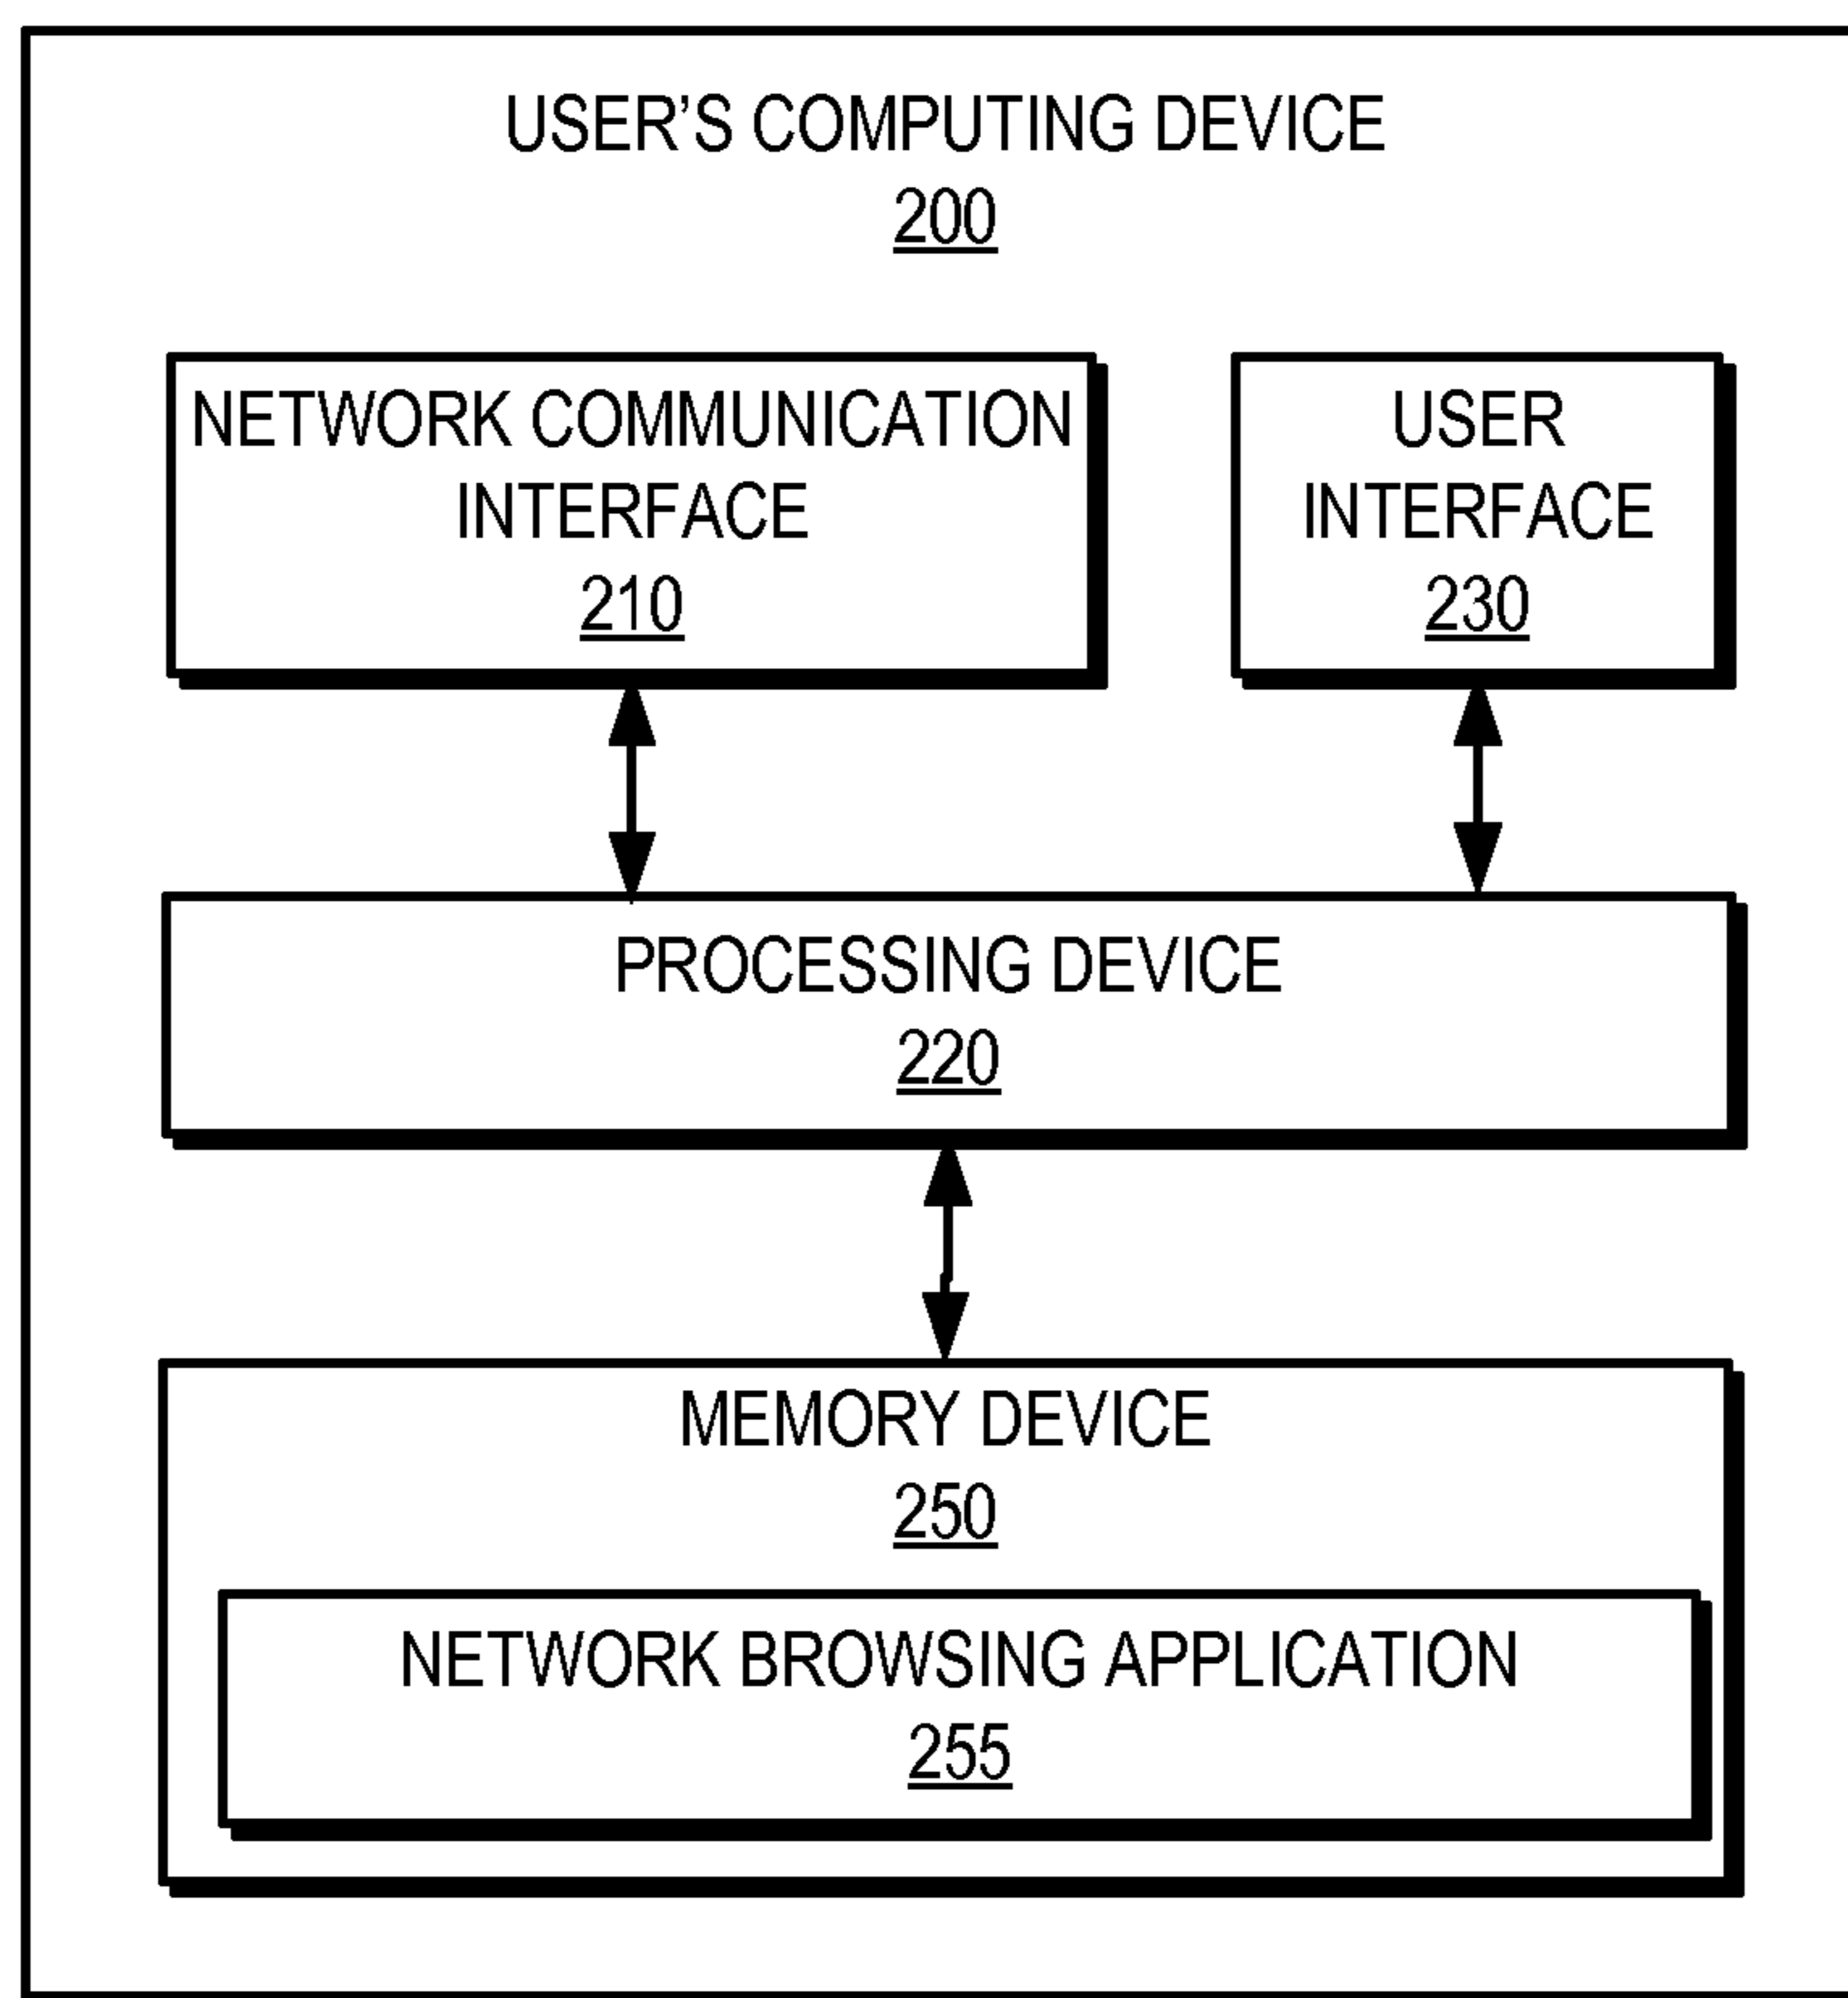 USER’S COMPUTING DEVICE
200
NETWORK COMMUNICATION
INTERFACE
210
USER
INTERFACE
230
PROCESSING DEVICE
220
MEMORY DEVICE
250
NETWORK BROWSING APPLICATION
255